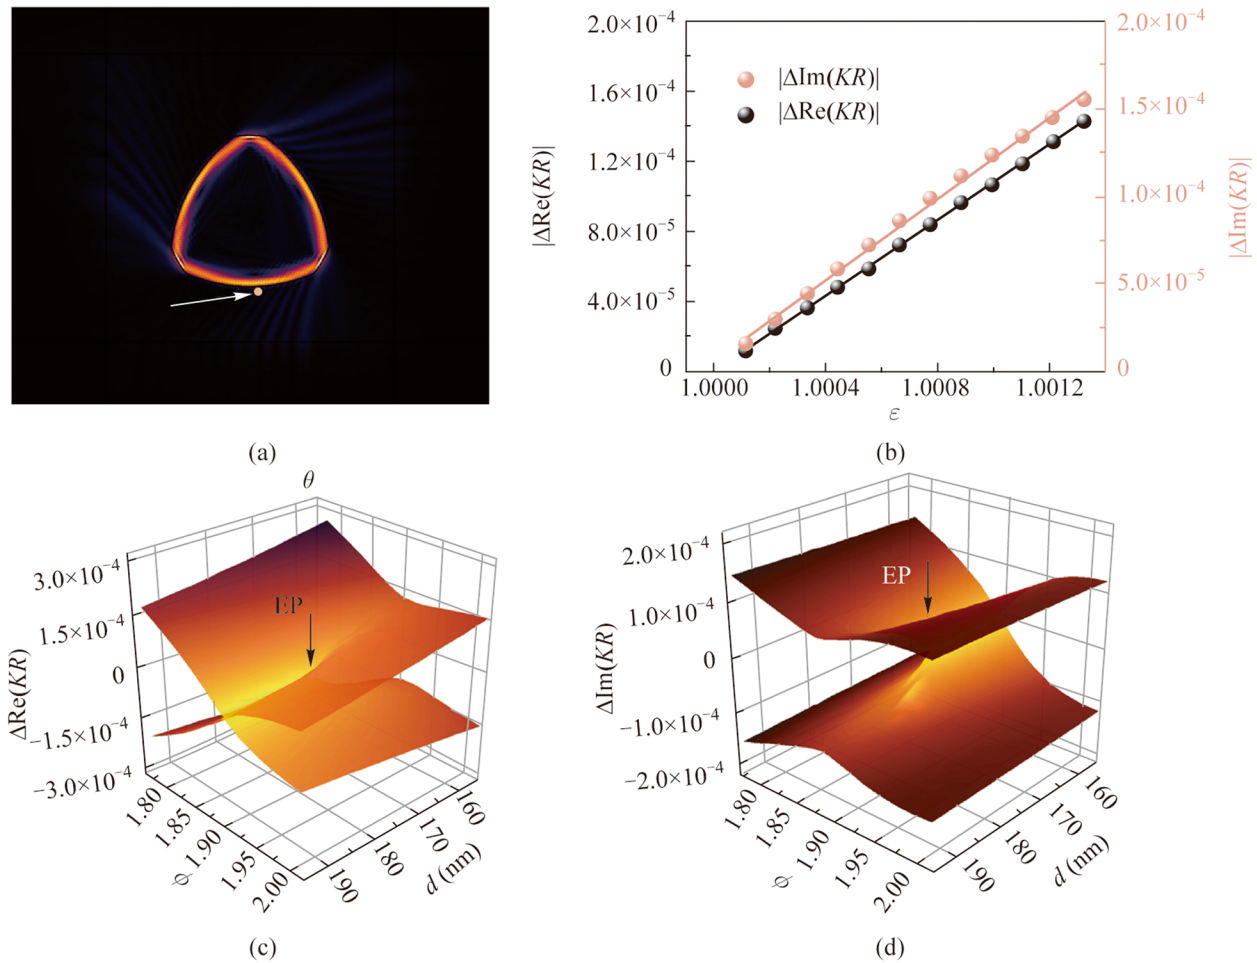 2.0×10⁻⁴
1.6×10⁻⁴
1.2×10⁻⁴
8.0×10⁻⁵
4.0×10⁻⁵
0
|ΔRe(KR)|
|ΔIm(KR)|
|ΔRe(KR)|
2.0×10⁻⁴
1.5×10⁻⁴
1.0×10⁻⁴
5.0×10⁻⁵
0
|ΔIm(KR)|
1.0000 1.0004 1.0008 1.0012
ε
(a)
(b)
θ
3.0×10⁻⁴
1.5×10⁻⁴
0
−1.5×10⁻⁴
−3.0×10⁻⁴
ΔRe(KR)
EP
1.80
1.85
1.90
1.95
2.00
ϕ
160
170
180
190
d (nm)
(c)
2.0×10⁻⁴
1.0×10⁻⁴
0
−1.0×10⁻⁴
−2.0×10⁻⁴
ΔIm(KR)
EP
1.80
1.85
1.90
1.95
2.00
ϕ
160
170
180
190
d (nm)
(d)